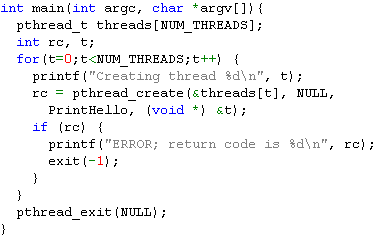 int main(int argc, char *argv[]){
  pthread_t threads[NUM_THREADS];
  int rc, t;
  for(t=0;t<NUM_THREADS;t++) {
    printf("Creating thread %d\n", t);
    rc = pthread_create(&threads[t], NULL,
      PrintHello, (void *) &t);
    if (rc) {
      printf("ERROR; return code is %d\n", rc);
      exit(-1);
    }
  }
  pthread_exit(NULL);
}